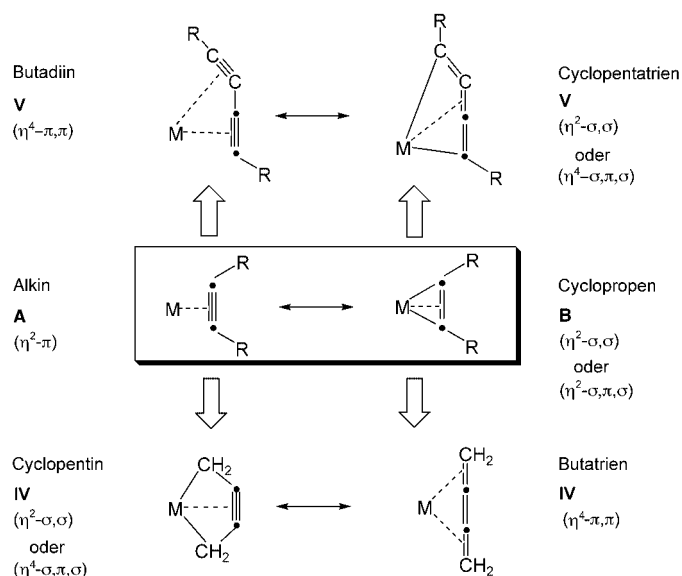 Butadiin
V
(η⁴–π,π)
R
C
C
M
R
R
C
C
M
R
Cyclopentatrien
V
(η²-σ,σ)
oder
(η⁴–σ,π,σ)
Alkin
A
(η²-π)
R
M
R
R
M
R
Cyclopropen
B
(η²-σ,σ)
oder
(η²-σ,π,σ)
Cyclopentin
IV
(η²-σ,σ)
oder
(η⁴-σ,π,σ)
CH₂
M
CH₂
CH₂
M
CH₂
Butatrien
IV
(η⁴-π,π)